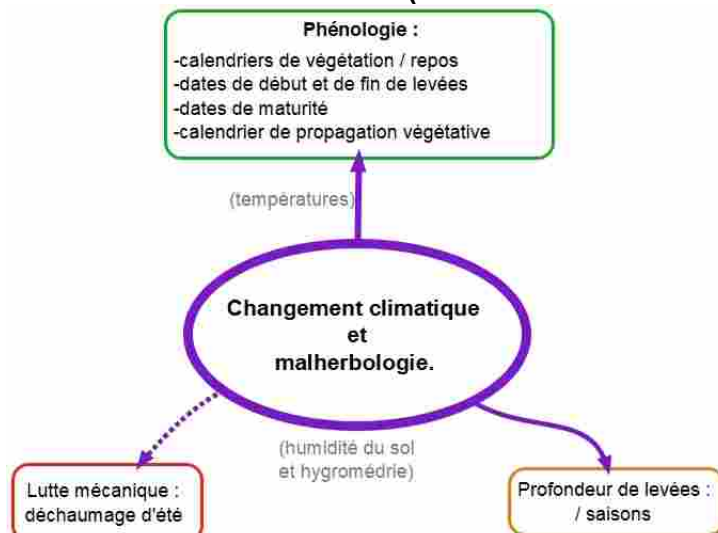 Phénologie :
-calendriers de végétation / repos
-dates de début et de fin de levées
-dates de maturité
-calendrier de propagation vègétative
(températures)
Changement climatique
et
malherbologie.
(humidité du sol
et hygromédrie)
Lutte mécanique :
déchaumage d'été
Profondeur de levées :
/ saisons